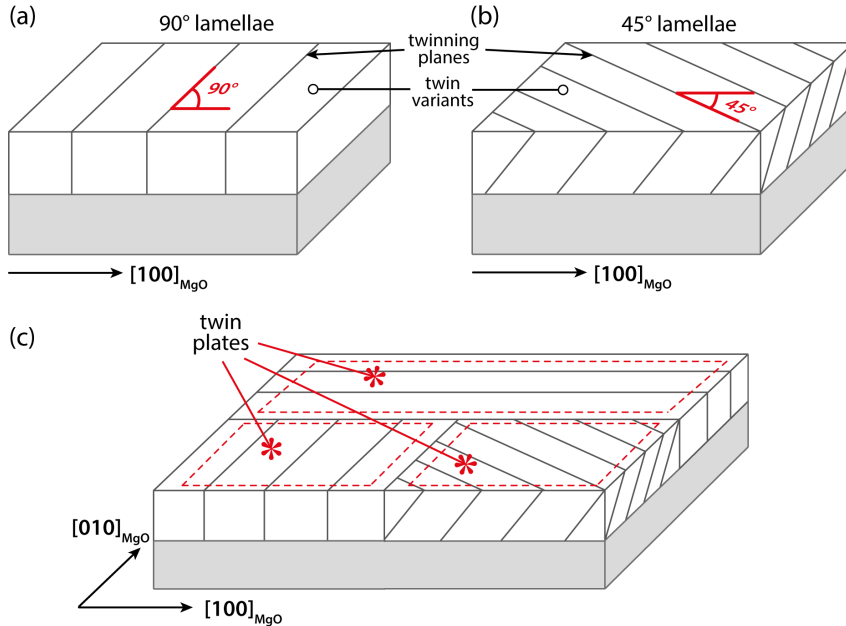 (a)
90° lamellae
(b)
45° lamellae
twinning
planes
twin
variants
90°
45°
[100]MgO
[100]MgO
(c)
twin
plates
[010]MgO
[100]MgO